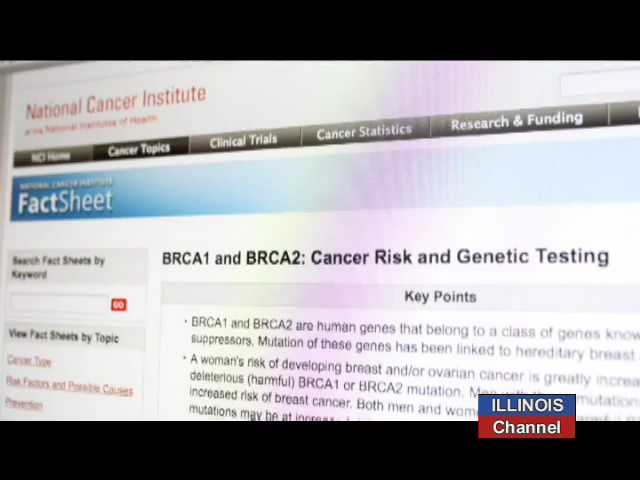 National Cancer Institute
at the National Institutes of Health
NCI Home
Cancer Topics
Clinical Trials
Cancer Statistics
Research & Funding
NATIONAL CANCER INSTITUTE
FactSheet
Search Fact Sheets by
Keyword
GO
View Fact Sheets by Topic
Cancer Type
Risk Factors and Possible Causes
Prevention
BRCA1 and BRCA2: Cancer Risk and Genetic Testing
Key Points
• BRCA1 and BRCA2 are human genes that belong to a class of genes know
suppressors. Mutation of these genes has been linked to hereditary breast
• A woman's risk of developing breast and/or ovarian cancer is greatly increa
deleterious (harmful) BRCA1 or BRCA2 mutation. Men with
increased risk of breast cancer. Both men and wom
mutations may be at increa
ILLINOIS
Channel